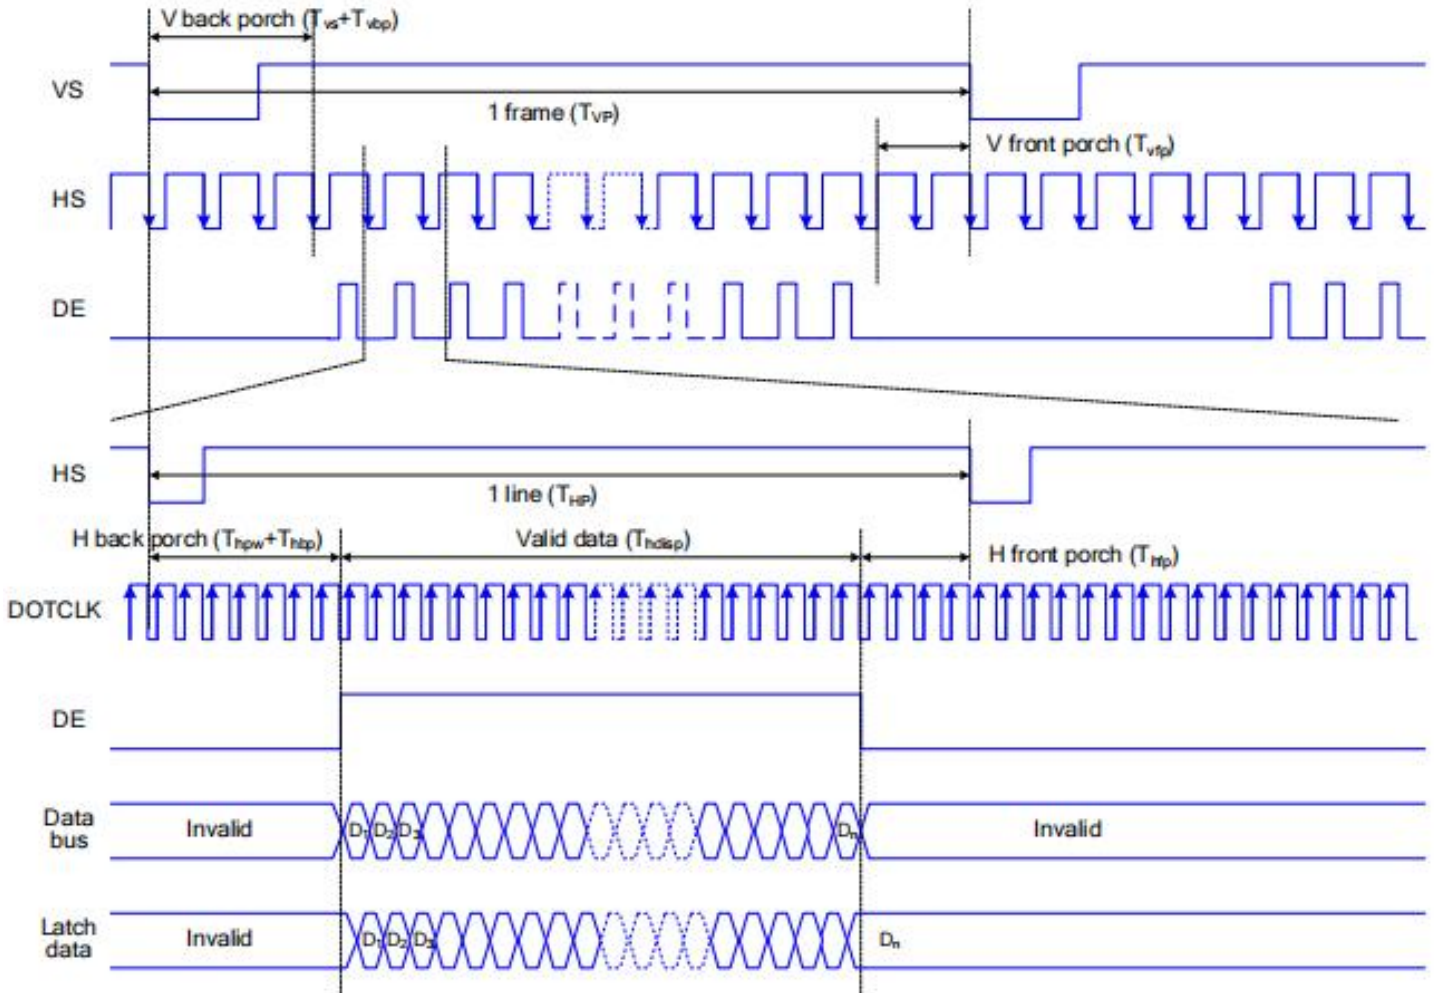 V back porch (Tvs+Tvbp)
VS
1 frame (TVP)
V front porch (Tvfp)
HS
DE
HS
1 line (THP)
H back porch (Thpw+Thbp)
Valid data (Thdisp)
H front porch (Thfp)
DOTCLK
DE
Data
bus
Invalid
D1 D2 D3
Dn
Invalid
Latch
data
Invalid
D1 D2 D3
Dn